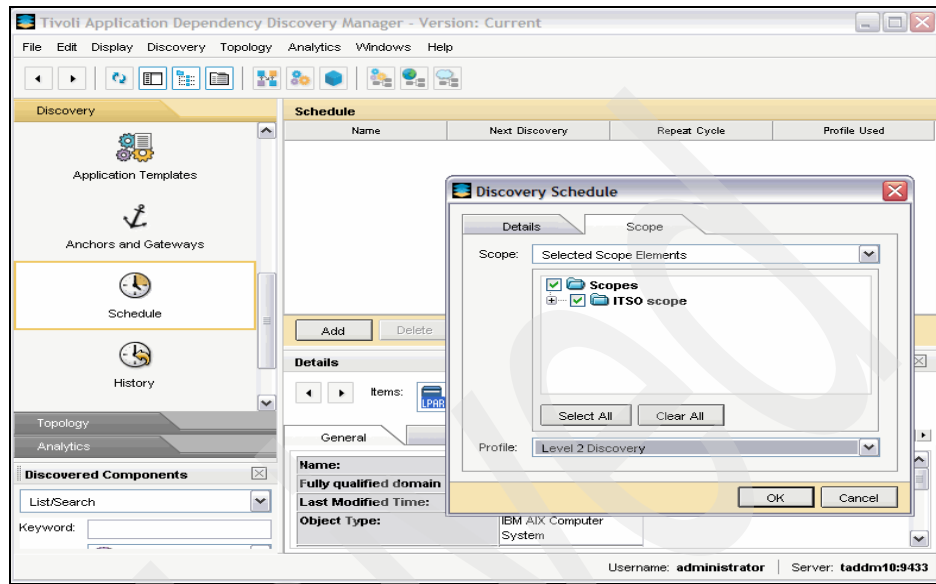 Tivoli Application Dependency Discovery Manager - Version: Current
File Edit Display Discovery Topology Analytics Windows Help
Discovery
Application Templates
Anchors and Gateways
Schedule
History
Topology
Analytics
Discovered Components
List/Search
Keyword:
Schedule
Name Next Discovery Repeat Cycle Profile Used
Add Delete
Details
Items: LPAR
General
Name:
Fully qualified domain
Last Modified Time:
Object Type: IBM AIX Computer
System
Discovery Schedule
Details Scope
Scope: Selected Scope Elements
Scopes
ITSO scope
Select All Clear All
Profile: Level 2 Discovery
OK Cancel
Username: administrator Server: taddm10:9433